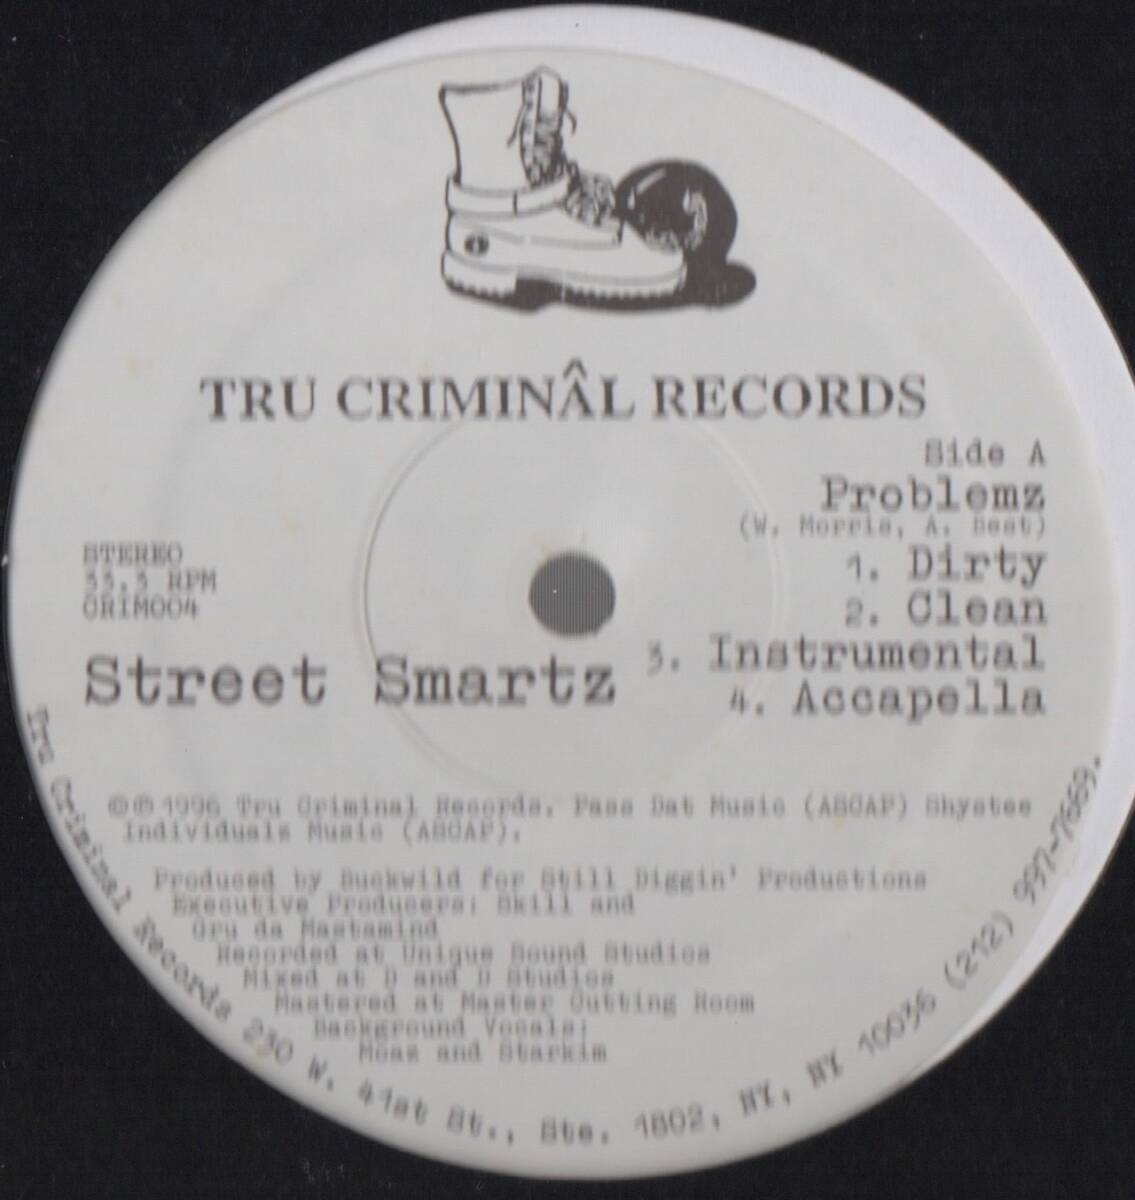 TRU CRIMINÂL RECORDS
Side A
Problemz
(W. Morris, A. Best)
1. Dirty
2. Clean
3. Instrumental
4. Accapella
STEREO
33.3 RPM
CRIM004
Street Smartz
©℗1996 Tru Criminal Records. Pass Dat Music (ASCAP) Shystee
Individuals Music (ASCAP).
Produced by Buckwild for Still Diggin' Productions
Executive Producers: Skill and
Gru da Mastamind
Recorded at Unique Sound Studios
Mixed at D and D Studios
Mastered at Master Cutting Room
Background Vocals:
Moas and Starkim
Tru Criminal Records 230 W. 41st St., Ste. 1802, NY, NY 10036 (212) 997-7669.